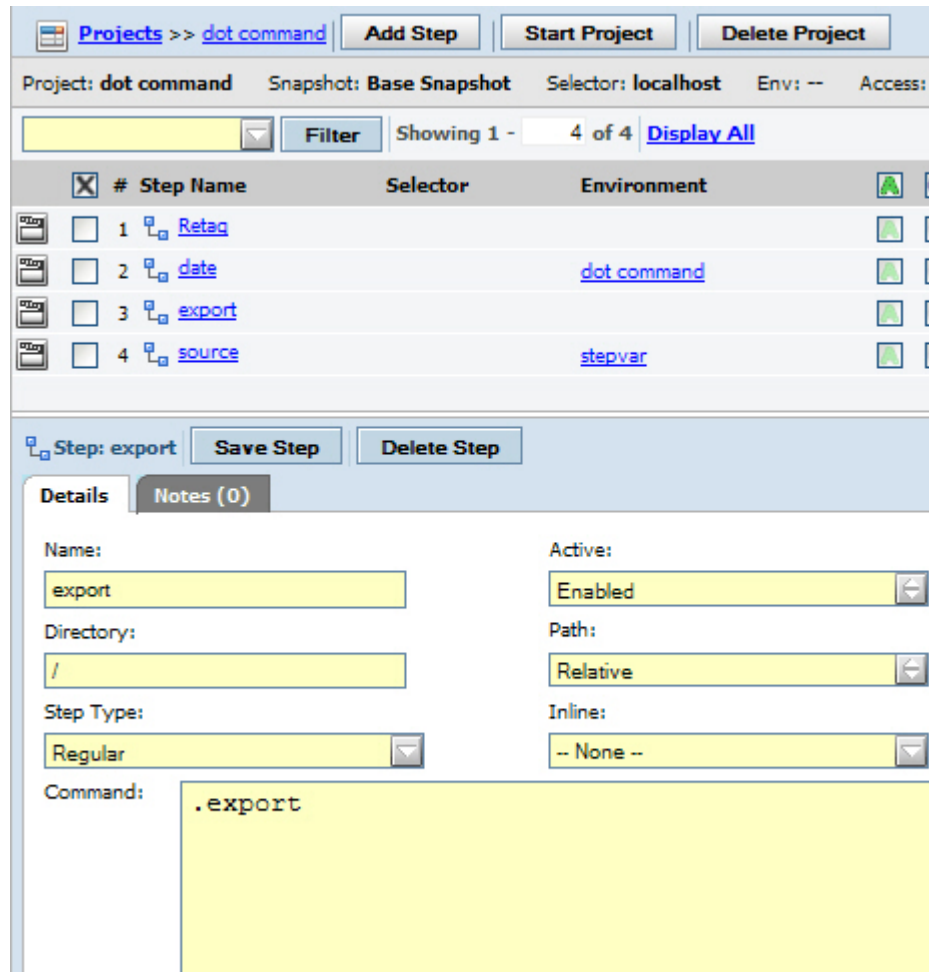 Projects >> dot command Add Step Start Project Delete Project
Project: dot command Snapshot: Base Snapshot Selector: localhost Env: -- Access:
Filter Showing 1 - 4 of 4 Display All
# Step Name Selector Environment A
1 Retag A
2 date dot command A
3 export A
4 source stepvar A
Step: export Save Step Delete Step
Details Notes (0)
Name: Active:
export Enabled
Directory: Path:
/ Relative
Step Type: Inline:
Regular -- None --
Command: .export